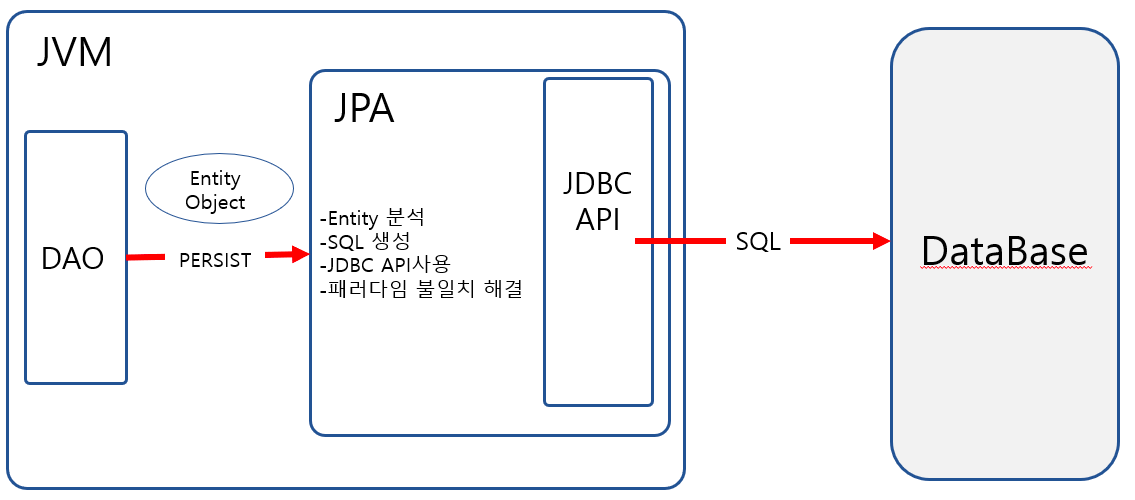 JVM
JPA
JDBC
API
Entity
Object
DAO
PERSIST
-Entity 분석
-SQL 생성
-JDBC API사용
-패러다임 불일치 해결
SQL
DataBase